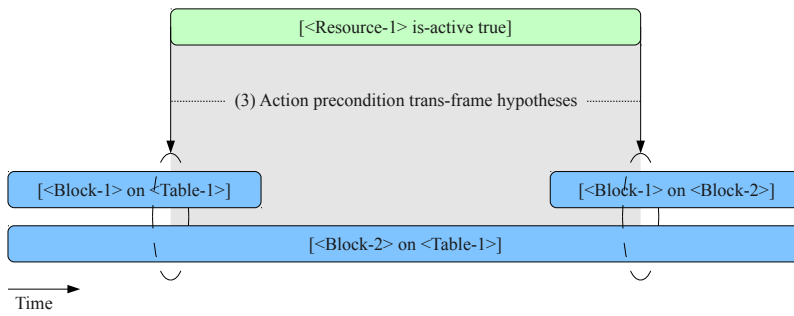 [<Resource-1> is-active true]
(3) Action precondition trans-frame hypotheses
[<Block-1> on <Table-1>]
[<Block-1> on <Block-2>]
[<Block-2> on <Table-1>]
Time